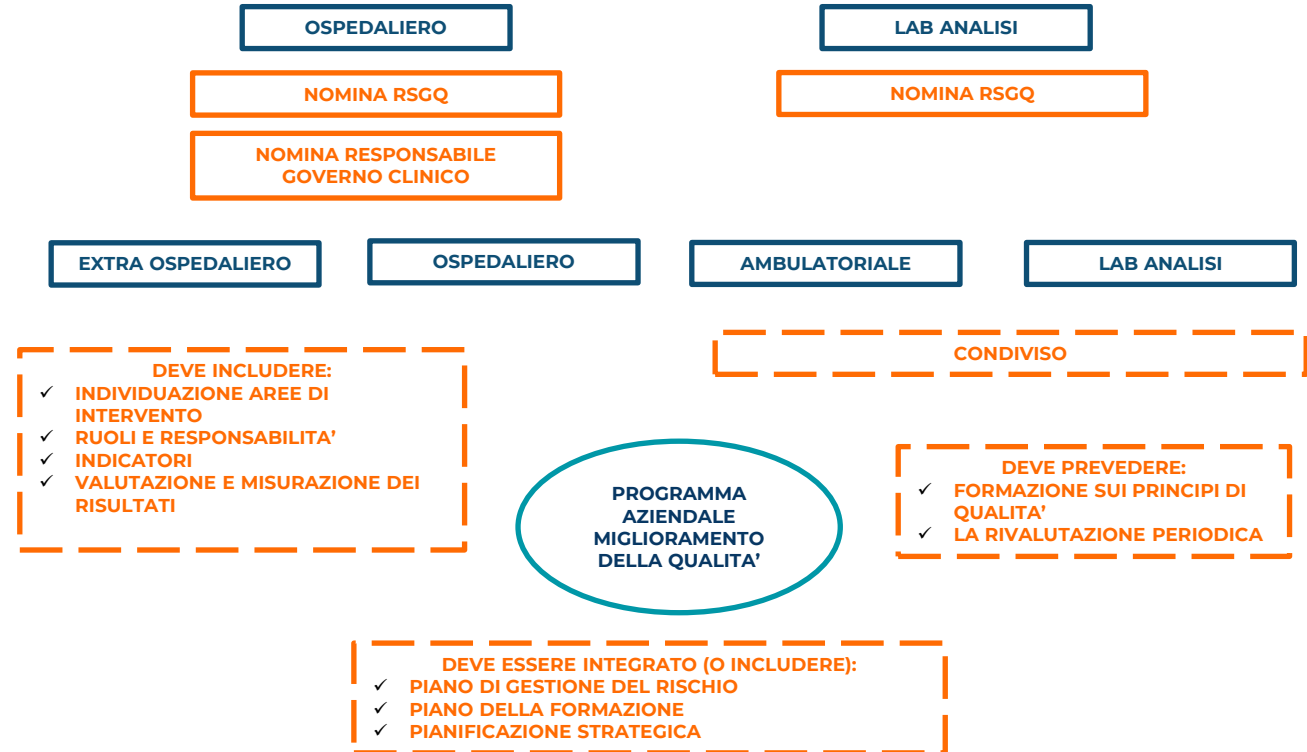 OSPEDALIERO
LAB ANALISI
NOMINA RSGQ
NOMINA RSGQ
NOMINA RESPONSABILE
GOVERNO CLINICO
EXTRA OSPEDALIERO
OSPEDALIERO
AMBULATORIALE
LAB ANALISI
CONDIVISO
DEVE INCLUDERE:
✓ INDIVIDUAZIONE AREE DI
INTERVENTO
✓ RUOLI E RESPONSABILITA’
✓ INDICATORI
✓ VALUTAZIONE E MISURAZIONE DEI
RISULTATI
PROGRAMMA
AZIENDALE
MIGLIORAMENTO
DELLA QUALITA’
DEVE PREVEDERE:
✓ FORMAZIONE SUI PRINCIPI DI
QUALITA’
✓ LA RIVALUTAZIONE PERIODICA
DEVE ESSERE INTEGRATO (O INCLUDERE):
✓ PIANO DI GESTIONE DEL RISCHIO
✓ PIANO DELLA FORMAZIONE
✓ PIANIFICAZIONE STRATEGICA